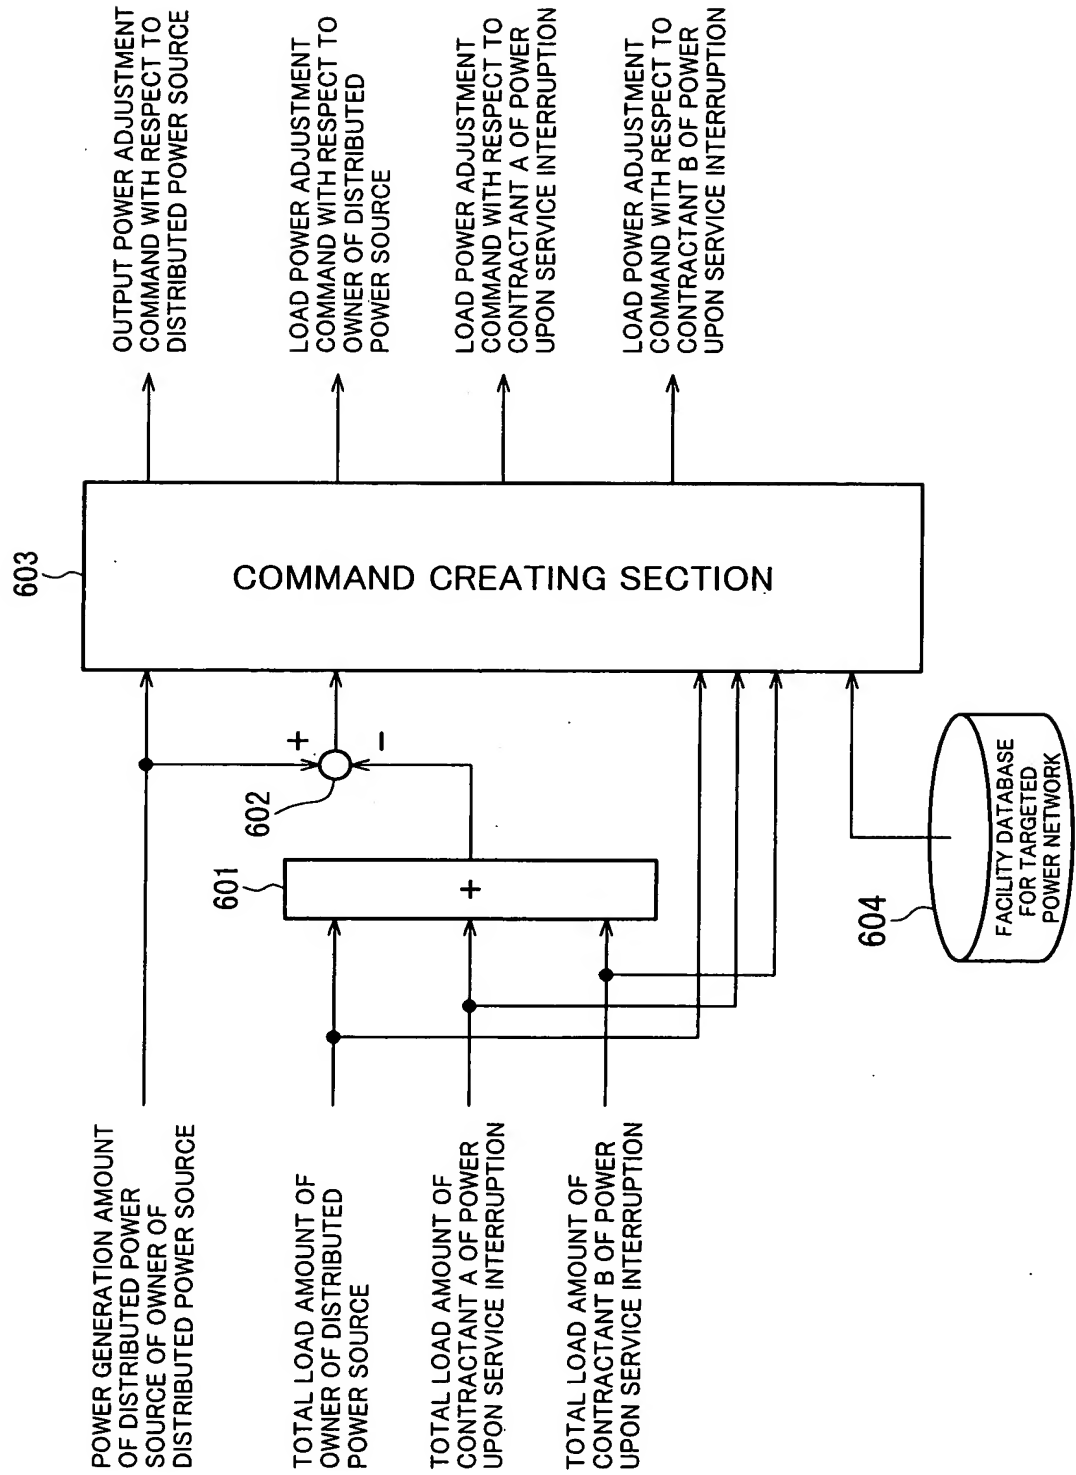 POWER GENERATION AMOUNT
OF DISTRIBUTED POWER
SOURCE OF OWNER OF
DISTRIBUTED POWER SOURCE
TOTAL LOAD AMOUNT OF
OWNER OF DISTRIBUTED
POWER SOURCE
TOTAL LOAD AMOUNT OF
CONTRACTANT A OF POWER
UPON SERVICE INTERRUPTION
TOTAL LOAD AMOUNT OF
CONTRACTANT B OF POWER
UPON SERVICE INTERRUPTION
601
+
602
+
−
603
COMMAND CREATING SECTION
604
FACILITY DATABASE
FOR TARGETED
POWER NETWORK
OUTPUT POWER ADJUSTMENT
COMMAND WITH RESPECT TO
DISTRIBUTED POWER SOURCE
LOAD POWER ADJUSTMENT
COMMAND WITH RESPECT TO
OWNER OF DISTRIBUTED
POWER SOURCE
LOAD POWER ADJUSTMENT
COMMAND WITH RESPECT TO
CONTRACTANT A OF POWER
UPON SERVICE INTERRUPTION
LOAD POWER ADJUSTMENT
COMMAND WITH RESPECT TO
CONTRACTANT B OF POWER
UPON SERVICE INTERRUPTION